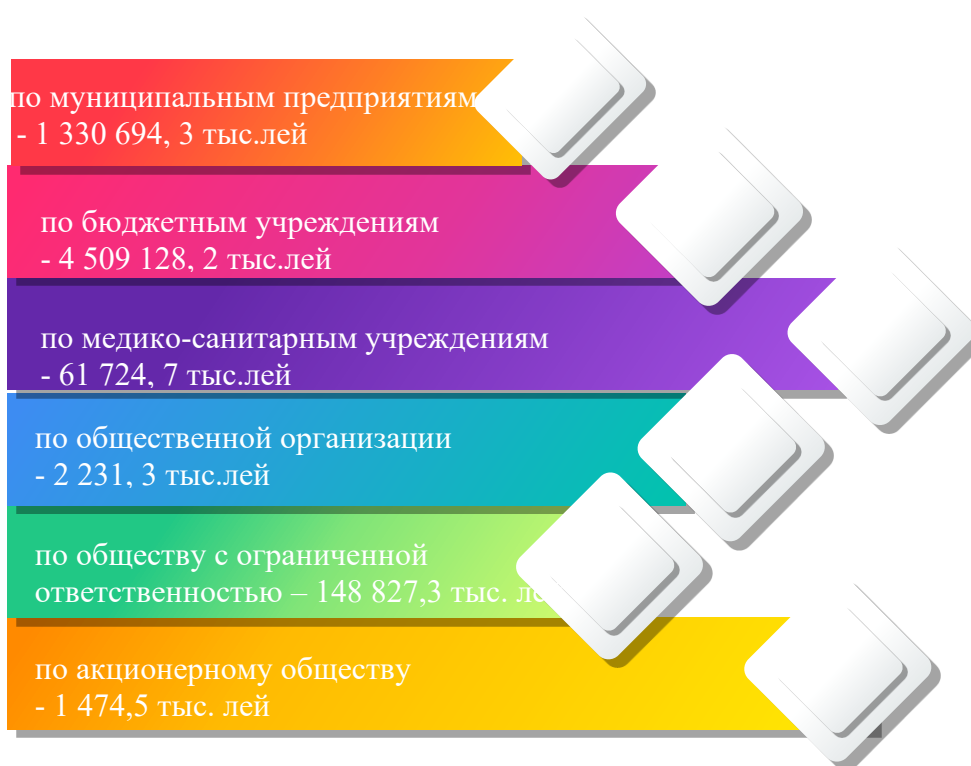 по муниципальным предприятиям
- 1 330 694, 3 тыс.лей
по бюджетным учреждениям
- 4 509 128, 2 тыс.лей
по медико-санитарным учреждениям
- 61 724, 7 тыс.лей
по общественной организации
- 2 231, 3 тыс.лей
по обществу с ограниченной
ответственностью – 148 827,3 тыс.
по акционерному обществу
- 1 474,5 тыс. лей